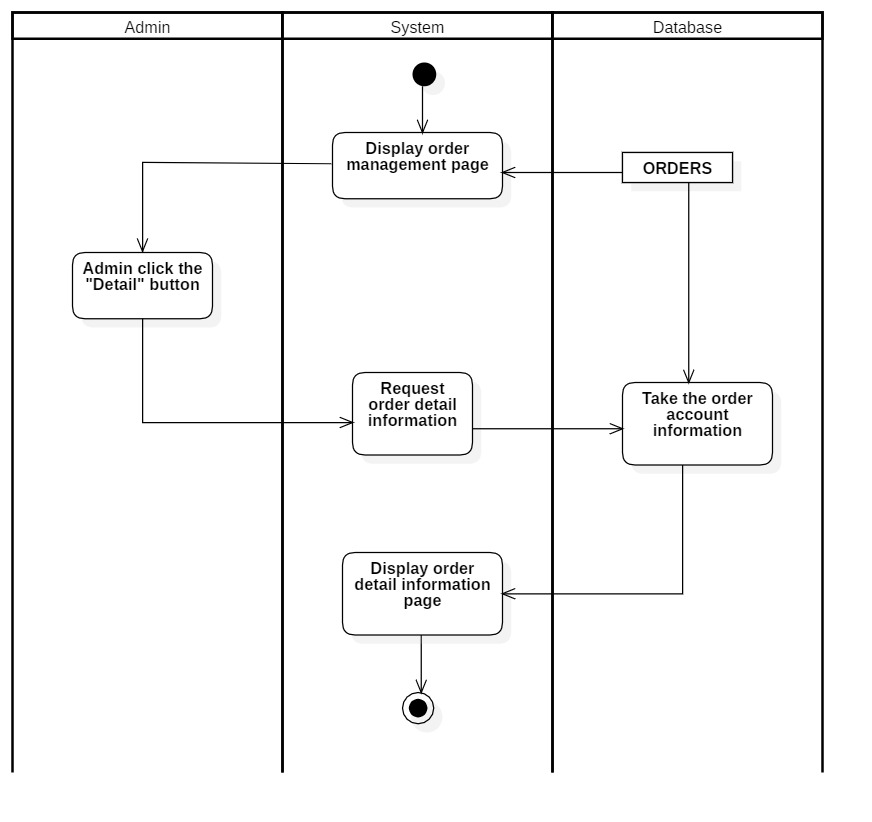 Admin
System
Database
Display order
management page
ORDERS
Admin click the
"Detail" button
Request
order detail
information
Take the order
account
information
Display order
detail information
page